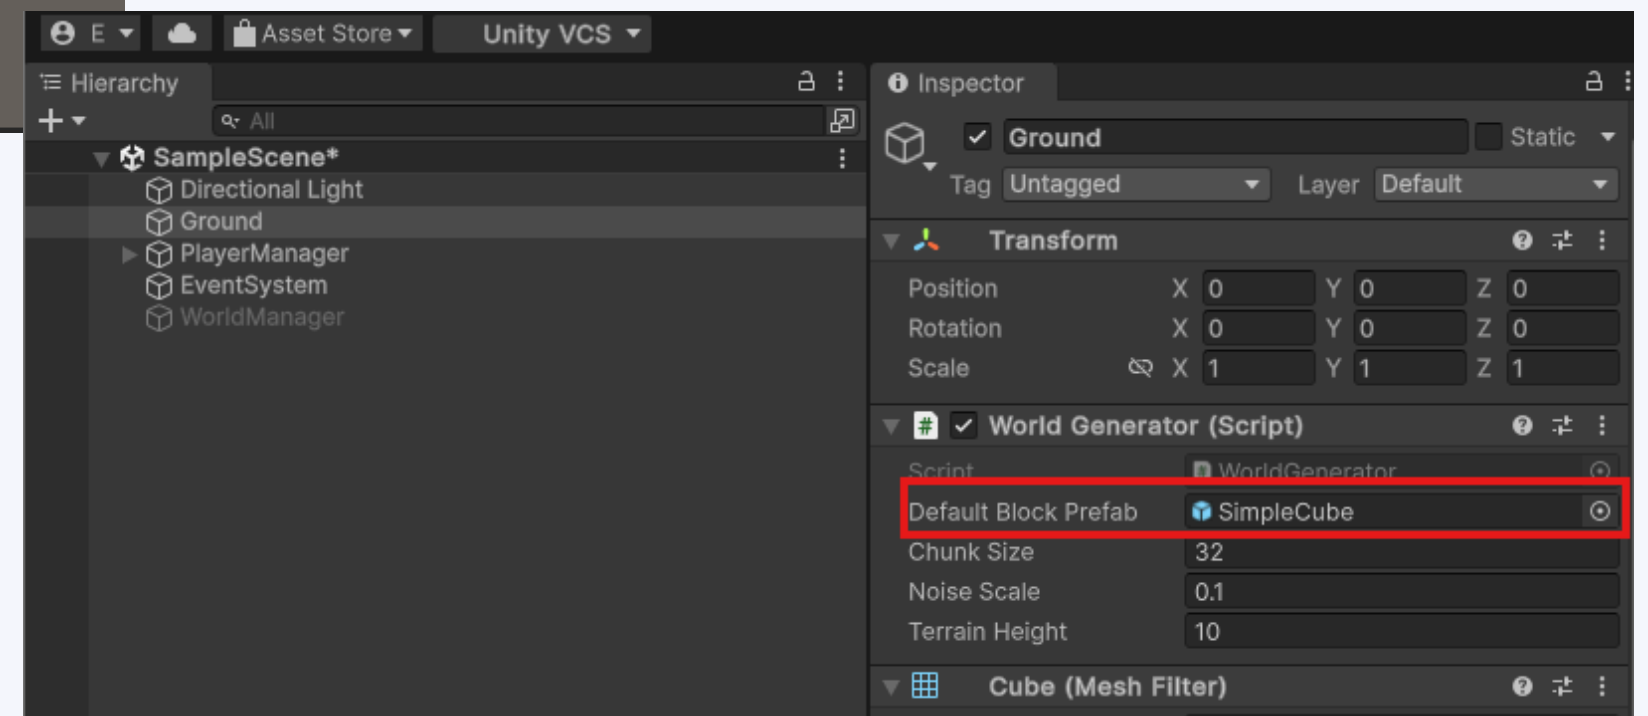 E Asset Store Unity VCS
Hierarchy
All
SampleScene*
Directional Light
Ground
PlayerManager
EventSystem
WorldManager
Inspector
Ground Static
Tag Untagged Layer Default
Transform
Position X 0 Y 0 Z 0
Rotation X 0 Y 0 Z 0
Scale X 1 Y 1 Z 1
# World Generator (Script)
Script # WorldGenerator
Default Block Prefab SimpleCube
Chunk Size 32
Noise Scale 0.1
Terrain Height 10
Cube (Mesh Filter)